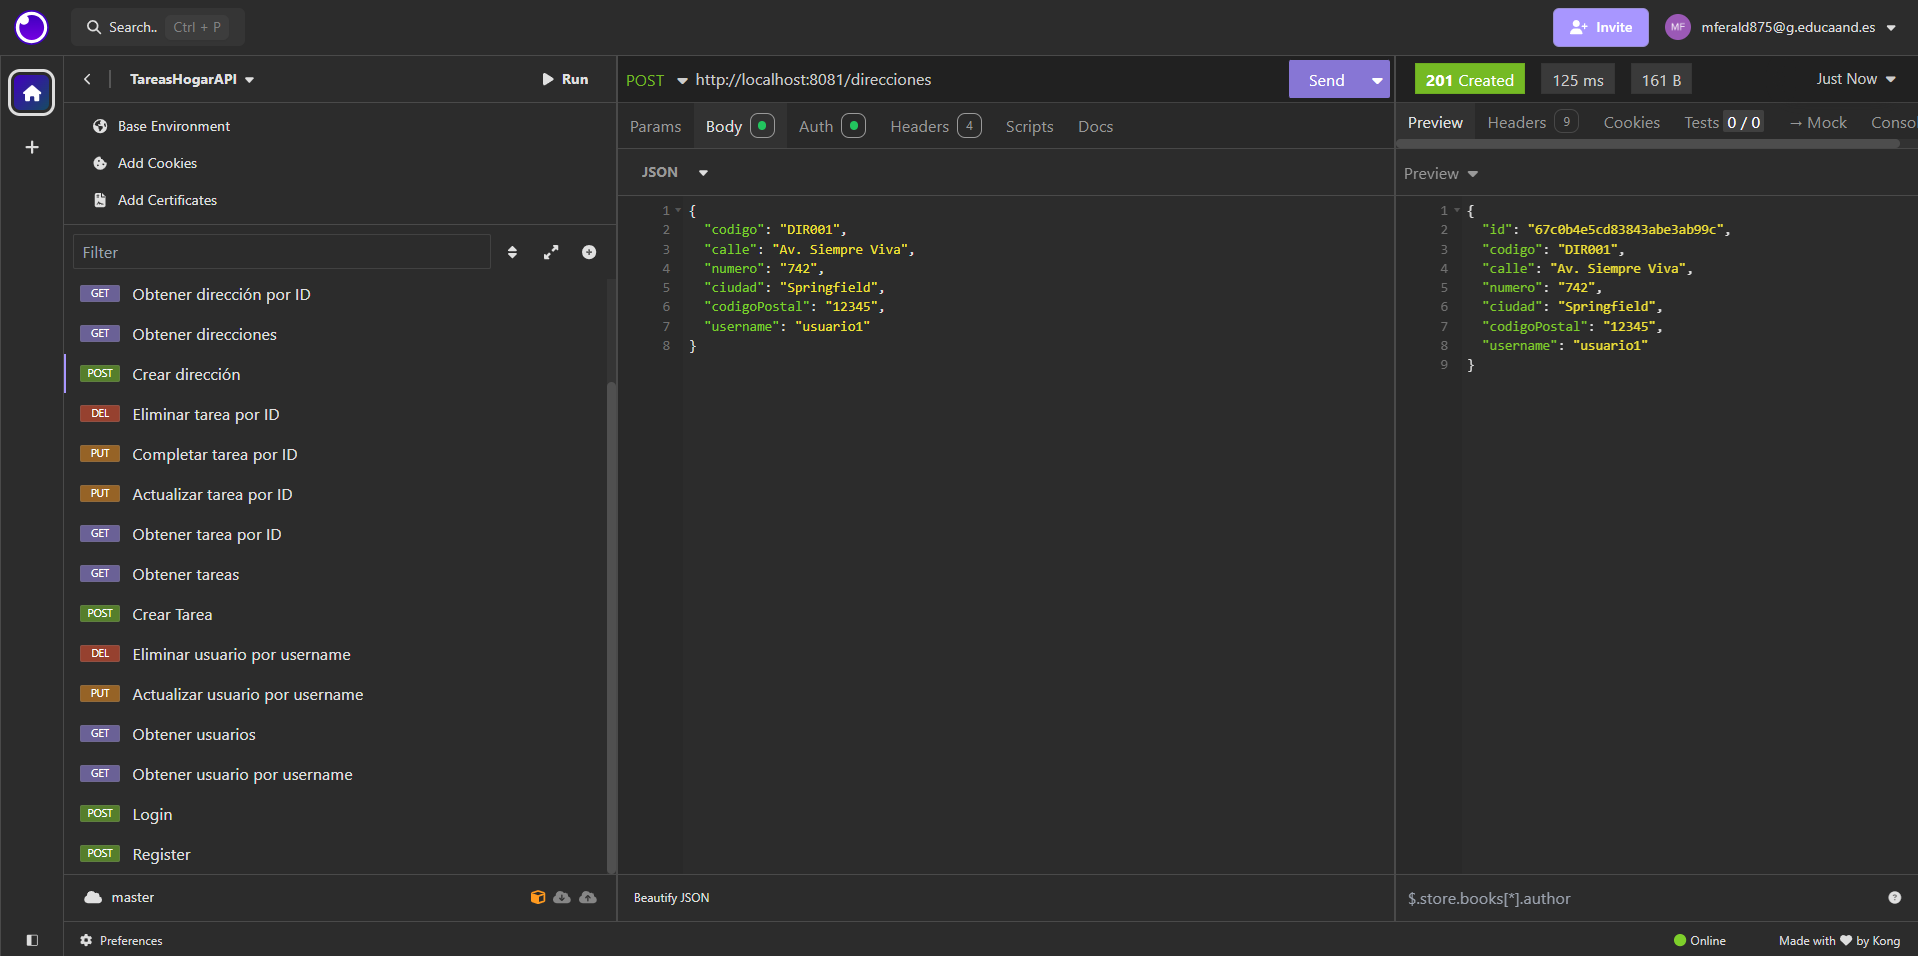 Search.. Ctrl + P
Invite
MF
mferald875@g.educaand.es
TareasHogarAPI
Run
Base Environment
Add Cookies
Add Certificates
Filter
GET Obtener dirección por ID
GET Obtener direcciones
POST Crear dirección
DEL Eliminar tarea por ID
PUT Completar tarea por ID
PUT Actualizar tarea por ID
GET Obtener tarea por ID
GET Obtener tareas
POST Crear Tarea
DEL Eliminar usuario por username
PUT Actualizar usuario por username
GET Obtener usuarios
GET Obtener usuario por username
POST Login
POST Register
master
Preferences
POST http://localhost:8081/direcciones
Send
Params Body Auth Headers 4 Scripts Docs
JSON
1 {
2 "codigo": "DIR001",
3 "calle": "Av. Siempre Viva",
4 "numero": "742",
5 "ciudad": "Springfield",
6 "codigoPostal": "12345",
7 "username": "usuario1"
8 }
Beautify JSON
201 Created 125 ms 161 B Just Now
Preview Headers 9 Cookies Tests 0 / 0 → Mock Conso
Preview
1 {
2 "id": "67c0b4e5cd83843abe3ab99c",
3 "codigo": "DIR001",
4 "calle": "Av. Siempre Viva",
5 "numero": "742",
6 "ciudad": "Springfield",
7 "codigoPostal": "12345",
8 "username": "usuario1"
9 }
$.store.books[*].author
Online
Made with ♥ by Kong